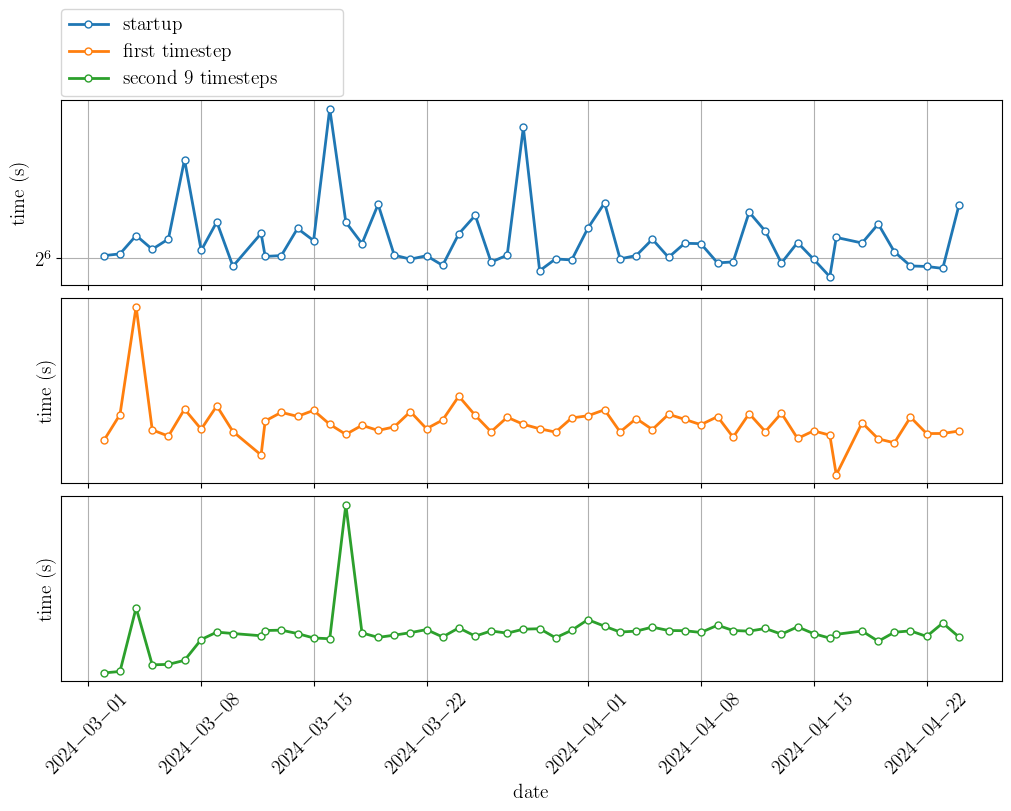 startup
first timestep
second 9 timesteps
time (s)
2^6
time (s)
time (s)
2024−03−01
2024−03−08
2024−03−15
2024−03−22
2024−04−01
2024−04−08
2024−04−15
2024−04−22
date